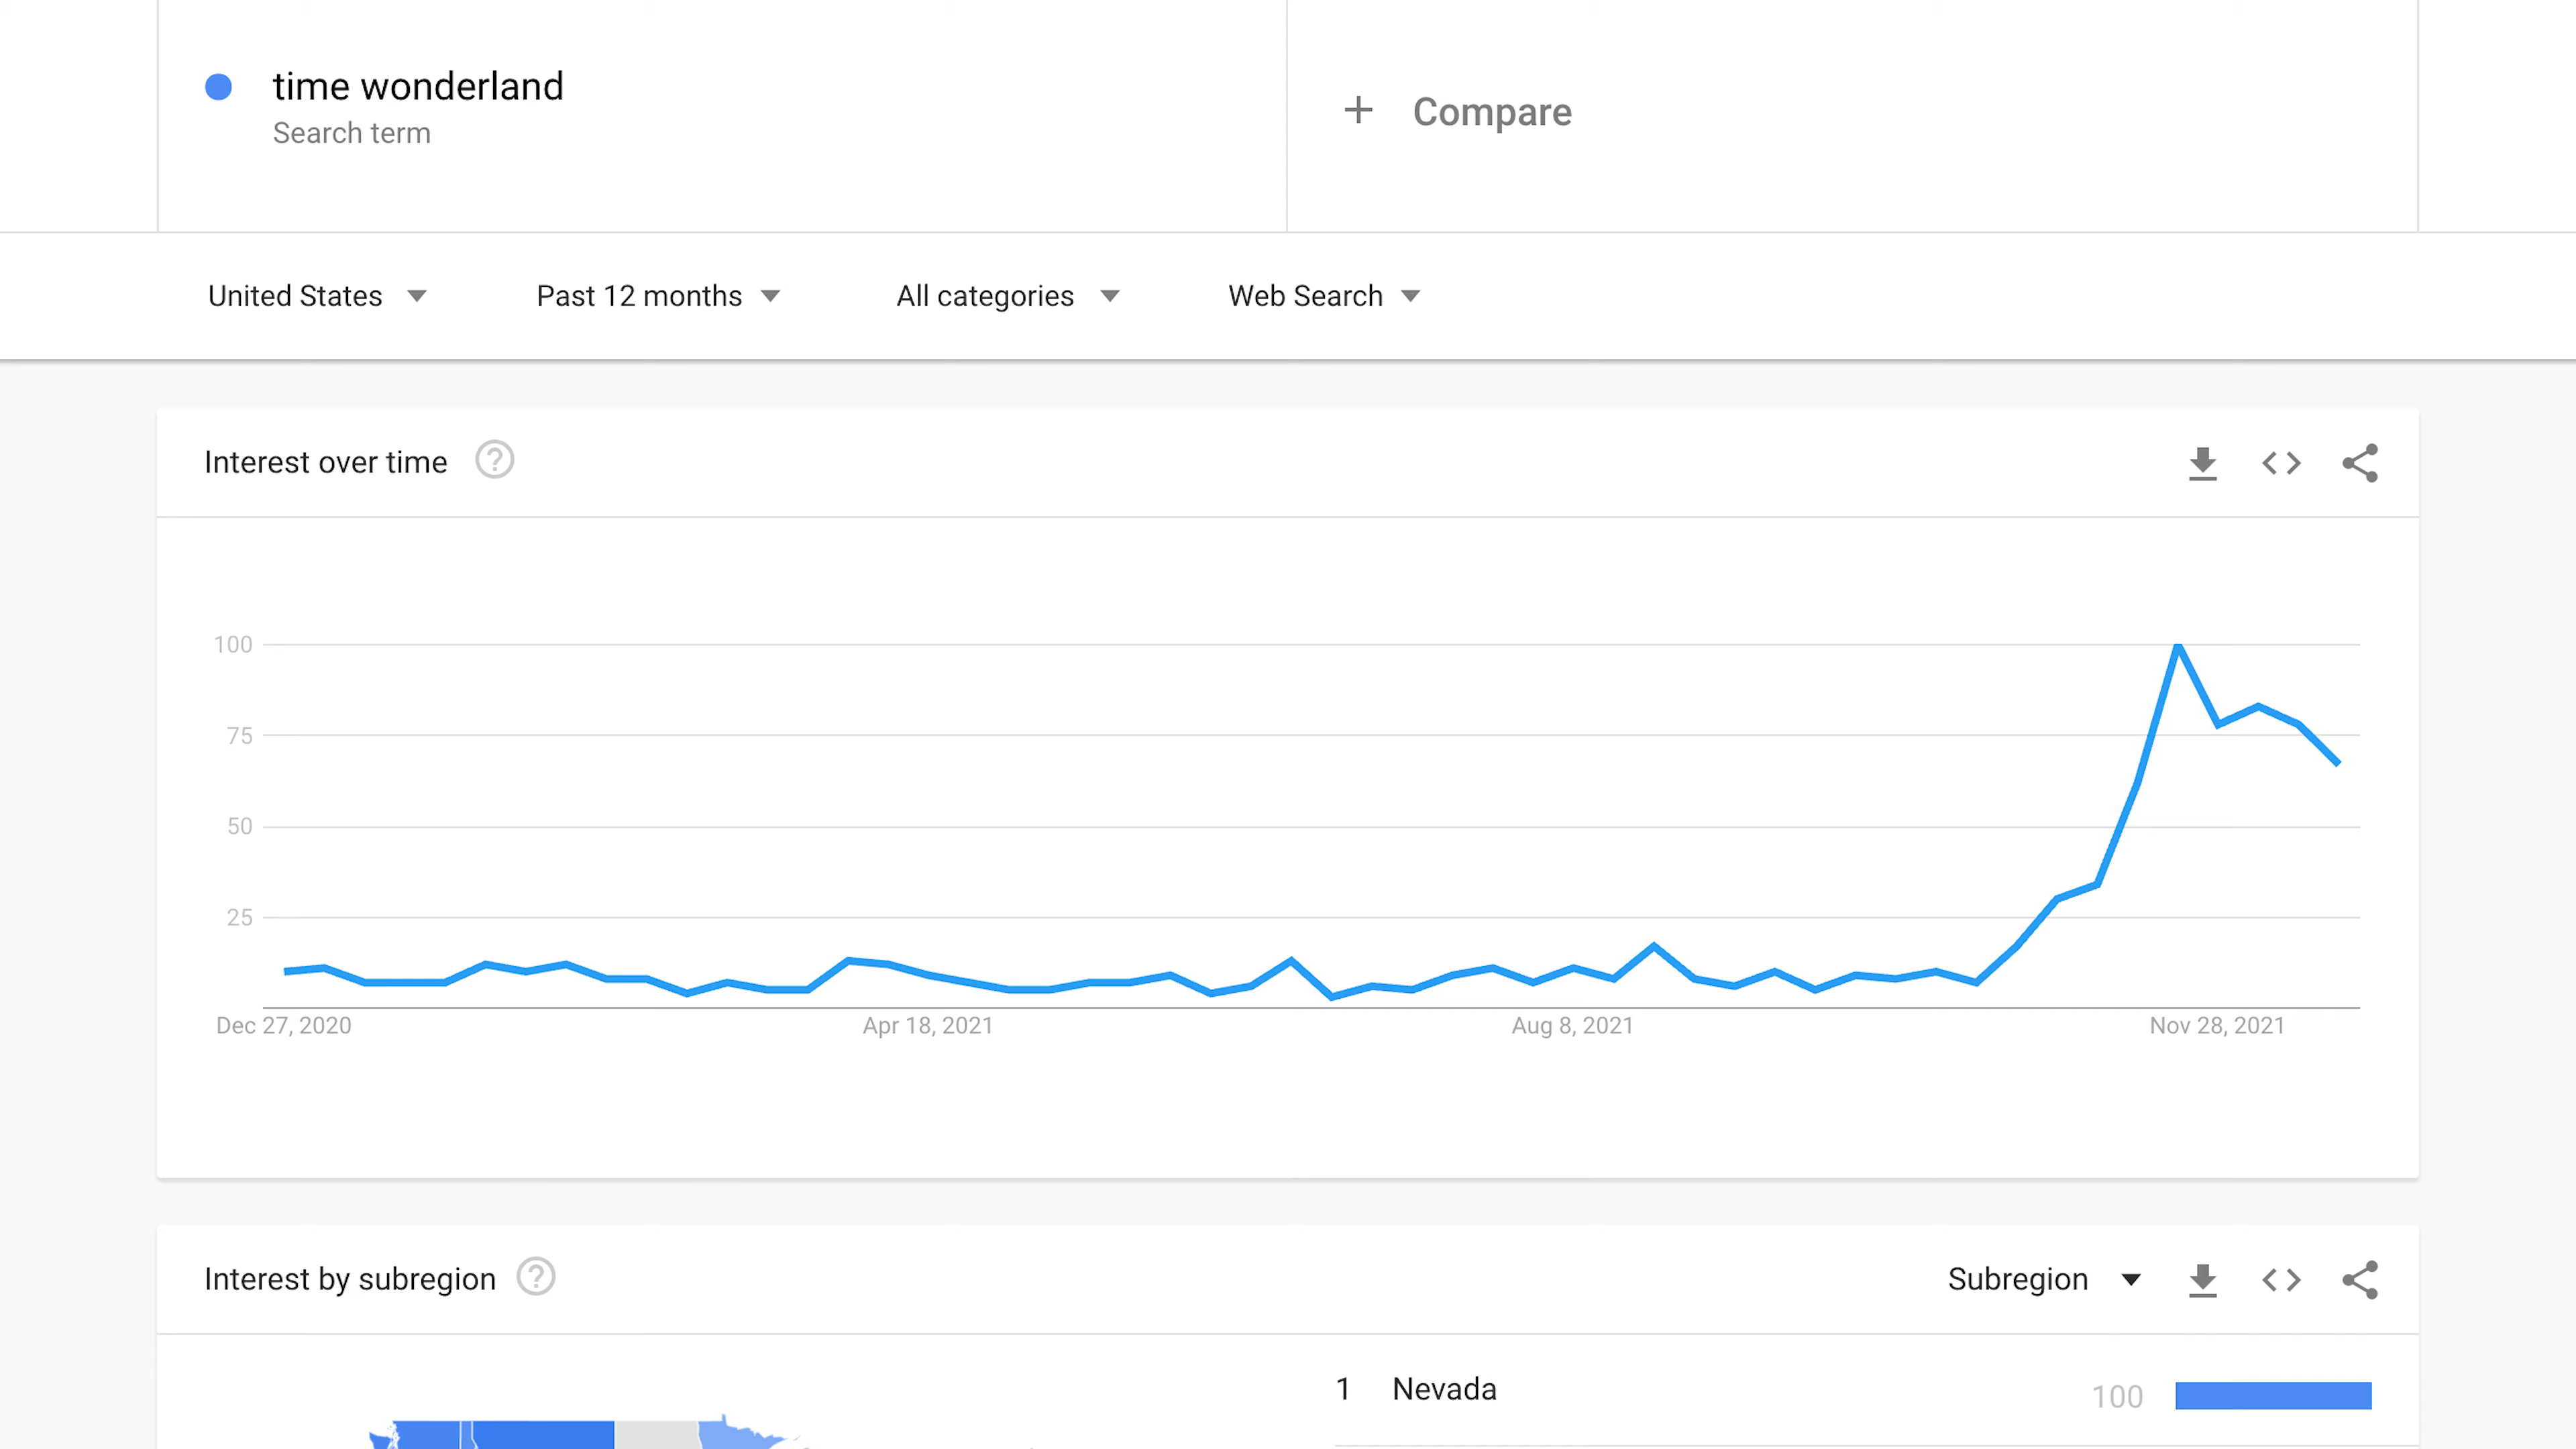 time wonderland
Search term
+ Compare
United States
Past 12 months
All categories
Web Search
Interest over time ?
100
75
50
25
Dec 27, 2020
Apr 18, 2021
Aug 8, 2021
Nov 28, 2021
Interest by subregion ?
Subregion
1 Nevada 100